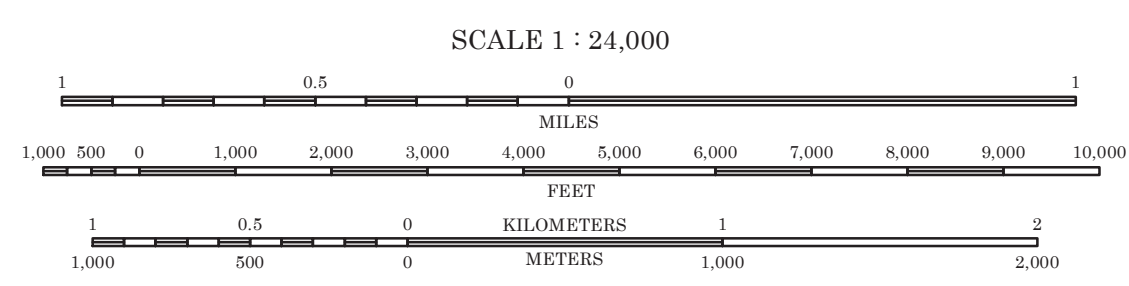 SCALE 1 : 24,000
1 0.5 0 1
MILES
1,000 500 0 1,000 2,000 3,000 4,000 5,000 6,000 7,000 8,000 9,000 10,000
FEET
1 0.5 0 KILOMETERS 1 2
1,000 500 0 METERS 1,000 2,000